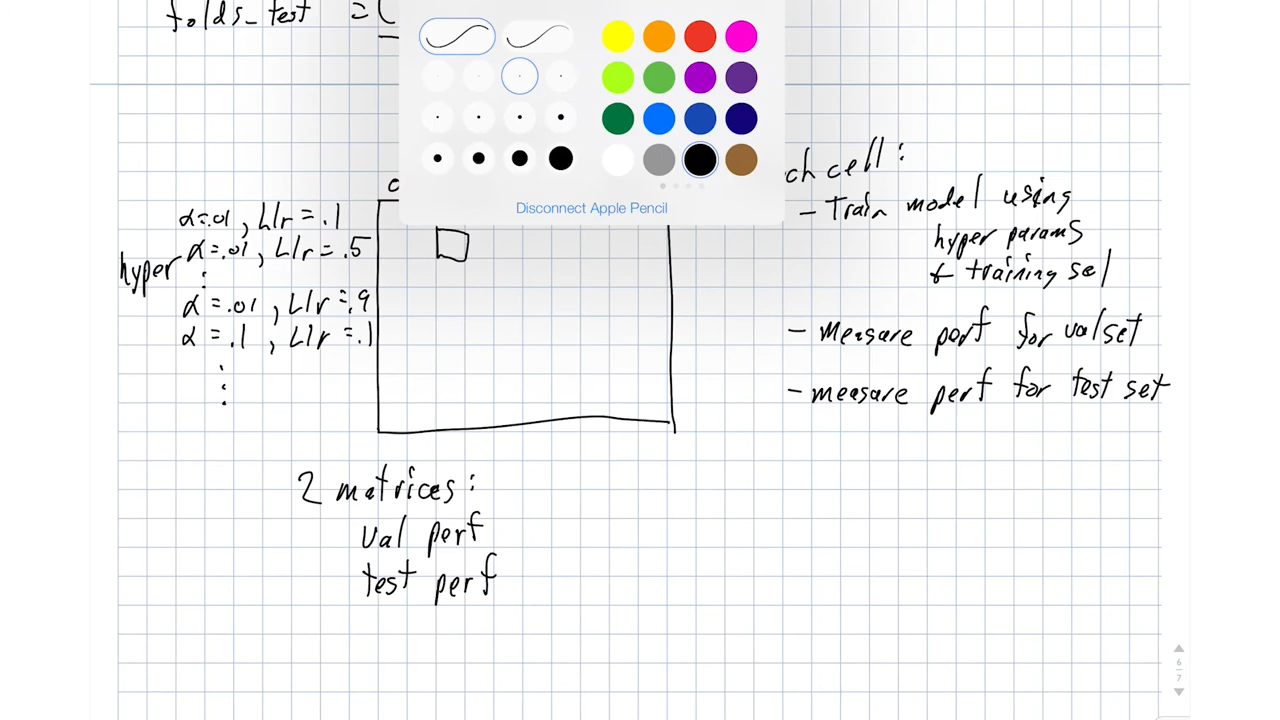 folds_test = (
Disconnect Apple Pencil
ch cell:
- Train model using
hyper params
& training set
- Measure perf for valset
- measure perf for test set
α=.01, L1r = .1
α=.01, L1r = .5
hyper
:
α = .01, L1r = .9
α = .1, L1r = .1
:
2 matrices:
val perf
test perf
6
7